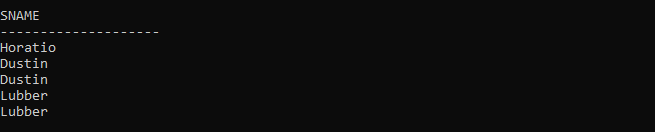 SNAME
--------------------
Horatio
Dustin
Dustin
Lubber
Lubber